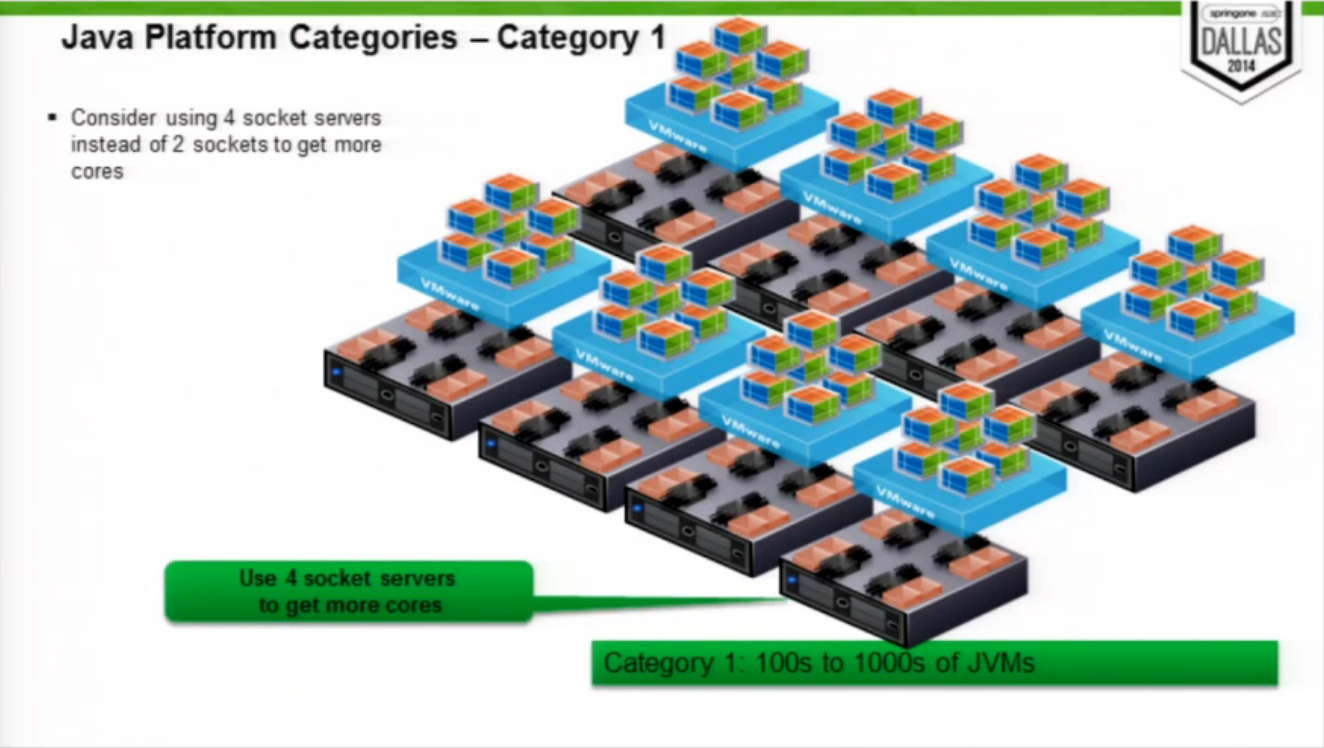 Java Platform Categories – Category 1
springone
DALLAS
2014
▪ Consider using 4 socket servers
instead of 2 sockets to get more
cores
VMware
VMware
VMware
VMware
VMware
VMware
VMware
VMware
Use 4 socket servers
to get more cores
Category 1: 100s to 1000s of JVMs